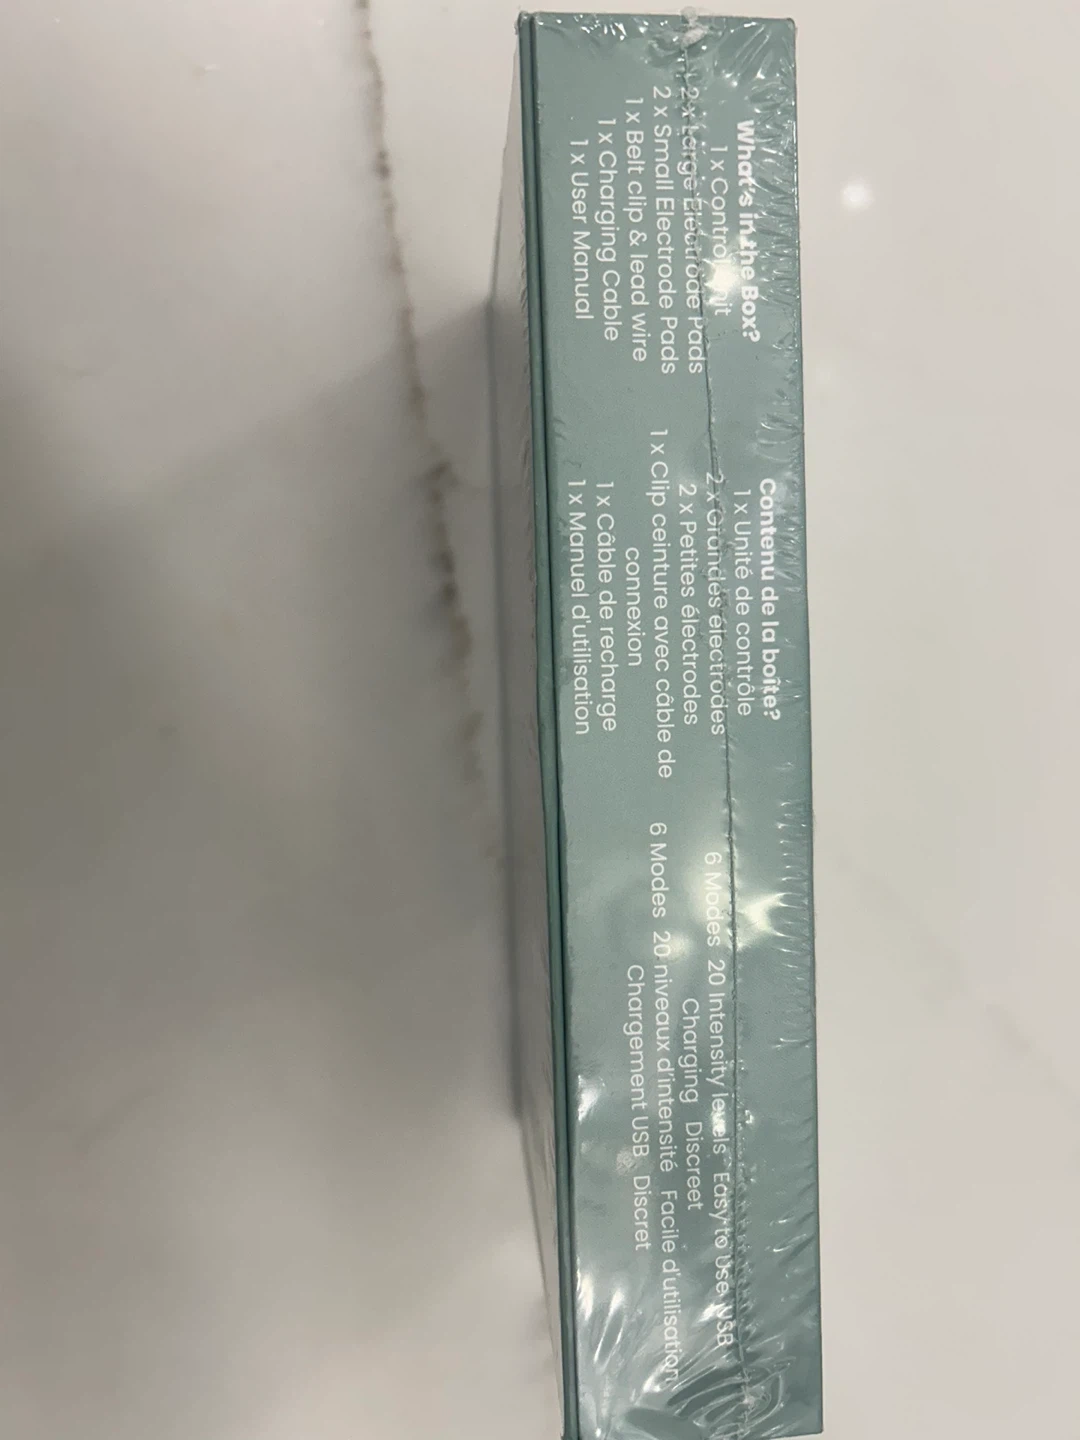 What's in the Box?
1 x Control Unit
2 x Large Electrode Pads
2 x Small Electrode Pads
1 x Belt clip & lead wire
1 x Charging Cable
1 x User Manual
Contenu de la boîte?
1 x Unité de contrôle
2 x Grandes électrodes
2 x Petites électrodes
1 x Clip ceinture avec câble de
connexion
1 x Câble de recharge
1 x Manuel d'utilisation
6 Modes 20 Intensity levels Easy to Use USB
Charging Discreet
6 Modes 20 niveaux d'intensité Facile d'utilisation
Chargement USB Discret